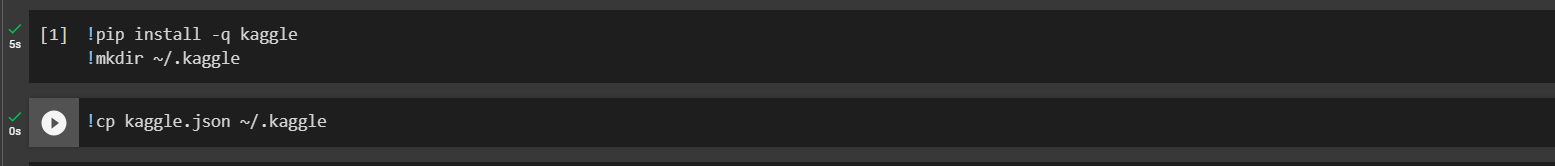 [1] !pip install -q kaggle
!mkdir ~/.kaggle
5s
!cp kaggle.json ~/.kaggle
0s